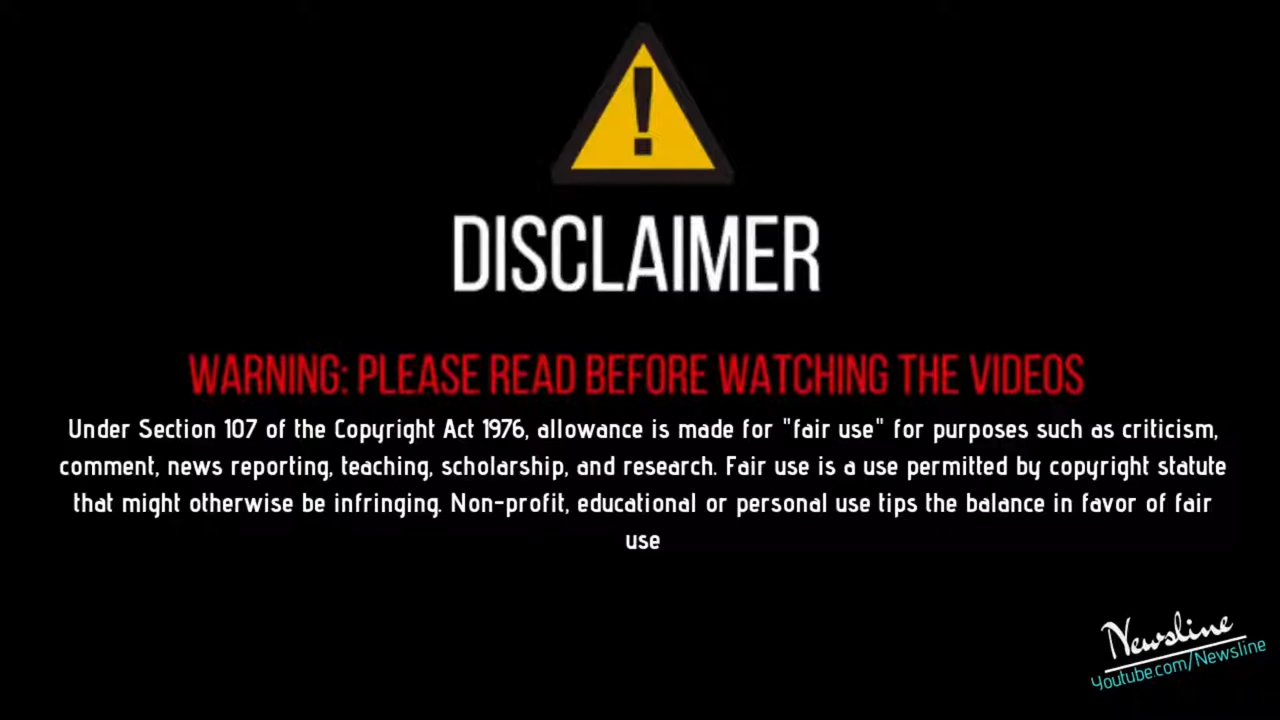 !
DISCLAIMER
WARNING: PLEASE READ BEFORE WATCHING THE VIDEOS
Under Section 107 of the Copyright Act 1976, allowance is made for "fair use" for purposes such as criticism,
comment, news reporting, teaching, scholarship, and research. Fair use is a use permitted by copyright statute
that might otherwise be infringing. Non-profit, educational or personal use tips the balance in favor of fair
use
Newsline
Youtube.com/Newsline